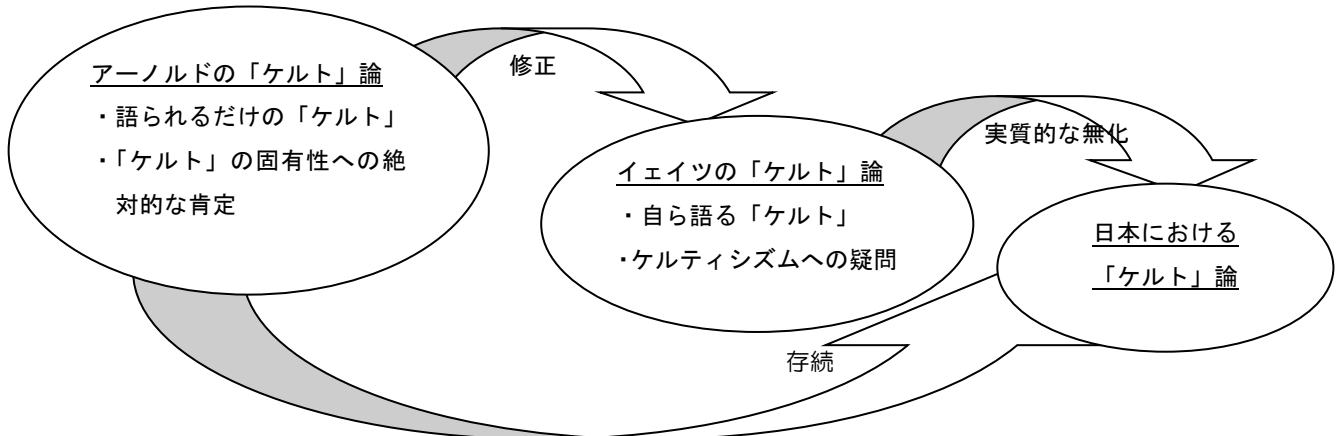 アーノルドの「ケルト」論
・語られるだけの「ケルト」
・「ケルト」の固有性への絶
対的な肯定
修正
イェイツの「ケルト」論
・自ら語る「ケルト」
・ケルティシズムへの疑問
実質的な無化
日本における
「ケルト」論
存続